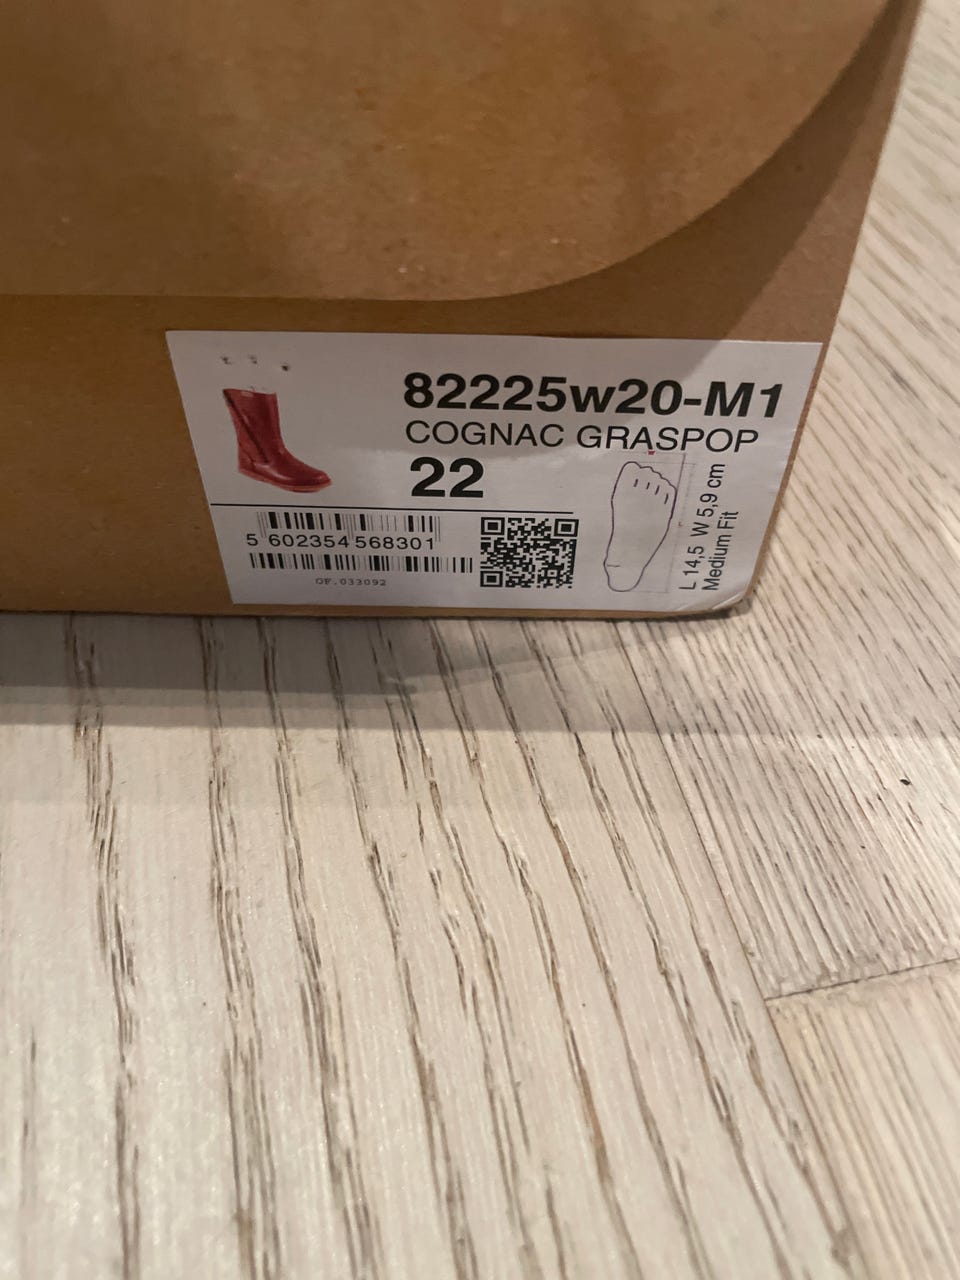 82225w20-M1
COGNAC GRASPOP
22
5 602354 568301
OF.033092
L 14,5 W 5,9 cm
Medium Fit